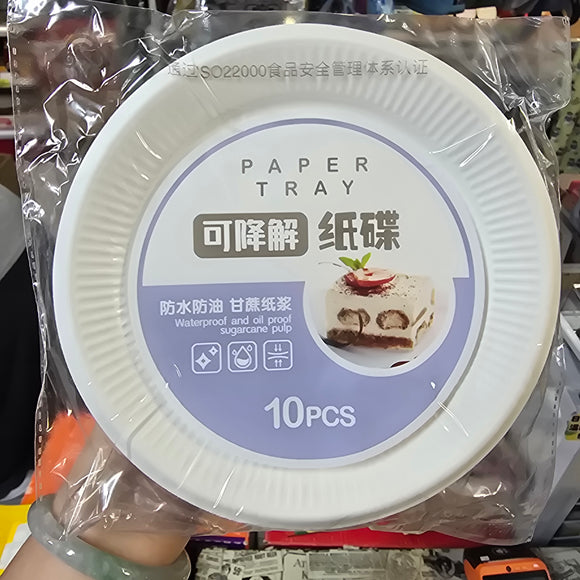 透过SO22000食品安全管理体系认证
PAPER
TRAY
可降解 纸碟
防水防油 甘蔗纸浆
Waterproof and oil proof
sugarcane pulp
10PCS